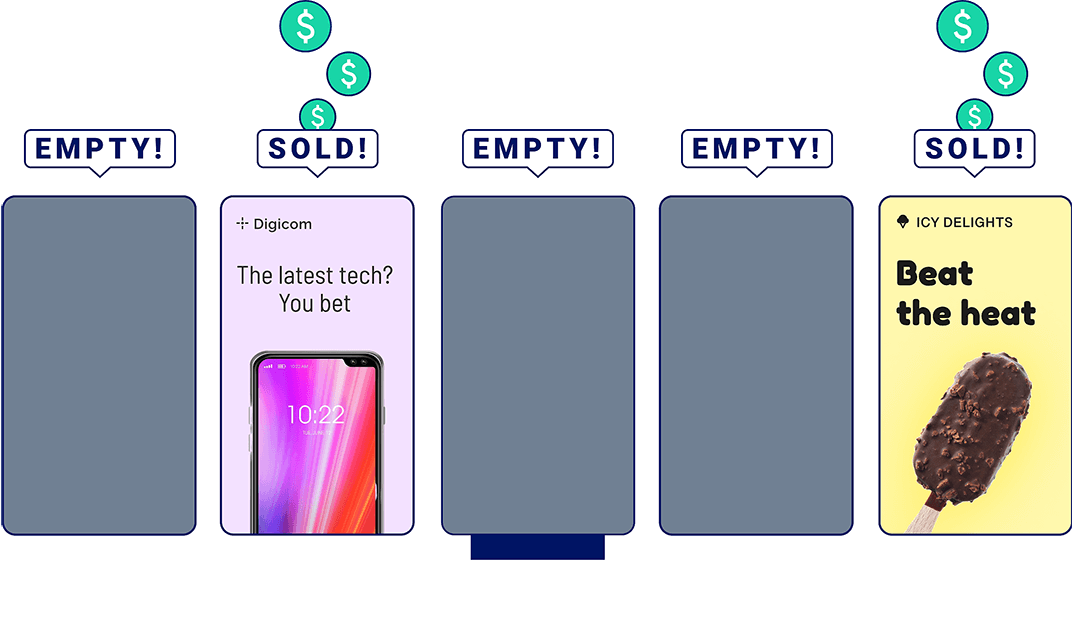 $
$
$
$
$
$
EMPTY!
SOLD!
EMPTY!
EMPTY!
SOLD!
Digicom
The latest tech?
You bet
10:22
ICY DELIGHTS
Beat
the heat